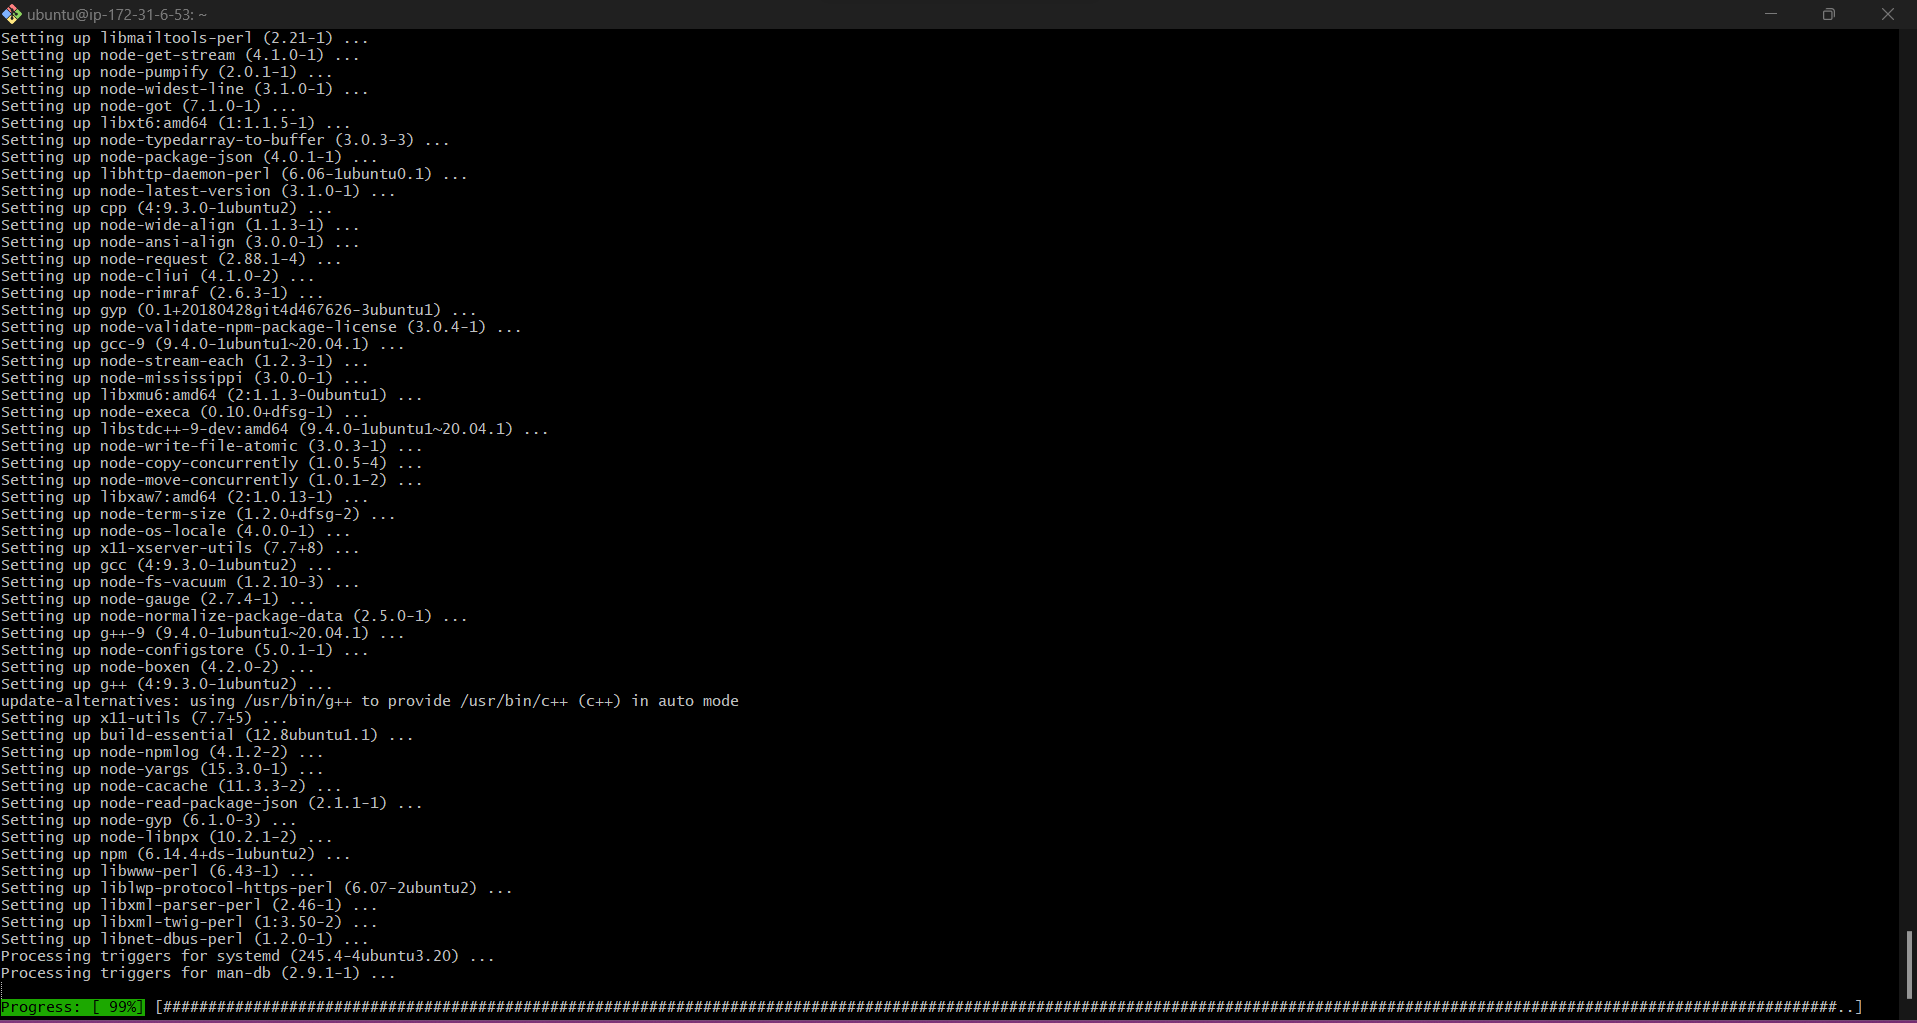 ubuntu@ip-172-31-6-53: ~
Setting up libmailtools-perl (2.21-1) ...
Setting up node-get-stream (4.1.0-1) ...
Setting up node-pumpify (2.0.1-1) ...
Setting up node-widest-line (3.1.0-1) ...
Setting up node-got (7.1.0-1) ...
Setting up libxt6:amd64 (1:1.1.5-1) ...
Setting up node-typedarray-to-buffer (3.0.3-3) ...
Setting up node-package-json (4.0.1-1) ...
Setting up libhttp-daemon-perl (6.06-1ubuntu0.1) ...
Setting up node-latest-version (3.1.0-1) ...
Setting up cpp (4:9.3.0-1ubuntu2) ...
Setting up node-wide-align (1.1.3-1) ...
Setting up node-ansi-align (3.0.0-1) ...
Setting up node-request (2.88.1-4) ...
Setting up node-cliui (4.1.0-2) ...
Setting up node-rimraf (2.6.3-1) ...
Setting up gyp (0.1+20180428git4d467626-3ubuntu1) ...
Setting up node-validate-npm-package-license (3.0.4-1) ...
Setting up gcc-9 (9.4.0-1ubuntu1~20.04.1) ...
Setting up node-stream-each (1.2.3-1) ...
Setting up node-mississippi (3.0.0-1) ...
Setting up libxmu6:amd64 (2:1.1.3-0ubuntu1) ...
Setting up node-execa (0.10.0+dfsg-1) ...
Setting up libstdc++-9-dev:amd64 (9.4.0-1ubuntu1~20.04.1) ...
Setting up node-write-file-atomic (3.0.3-1) ...
Setting up node-copy-concurrently (1.0.5-4) ...
Setting up node-move-concurrently (1.0.1-2) ...
Setting up libxaw7:amd64 (2:1.0.13-1) ...
Setting up node-term-size (1.2.0+dfsg-2) ...
Setting up node-os-locale (4.0.0-1) ...
Setting up x11-xserver-utils (7.7+8) ...
Setting up gcc (4:9.3.0-1ubuntu2) ...
Setting up node-fs-vacuum (1.2.10-3) ...
Setting up node-gauge (2.7.4-1) ...
Setting up node-normalize-package-data (2.5.0-1) ...
Setting up g++-9 (9.4.0-1ubuntu1~20.04.1) ...
Setting up node-configstore (5.0.1-1) ...
Setting up node-boxen (4.2.0-2) ...
Setting up g++ (4:9.3.0-1ubuntu2) ...
update-alternatives: using /usr/bin/g++ to provide /usr/bin/c++ (c++) in auto mode
Setting up x11-utils (7.7+5) ...
Setting up build-essential (12.8ubuntu1.1) ...
Setting up node-npmlog (4.1.2-2) ...
Setting up node-yargs (15.3.0-1) ...
Setting up node-cacache (11.3.3-2) ...
Setting up node-read-package-json (2.1.1-1) ...
Setting up node-gyp (6.1.0-3) ...
Setting up node-libnpx (10.2.1-2) ...
Setting up npm (6.14.4+ds-1ubuntu2) ...
Setting up libwww-perl (6.43-1) ...
Setting up liblwp-protocol-https-perl (6.07-2ubuntu2) ...
Setting up libxml-parser-perl (2.46-1) ...
Setting up libxml-twig-perl (1:3.50-2) ...
Setting up libnet-dbus-perl (1.2.0-1) ...
Processing triggers for systemd (245.4-4ubuntu3.20) ...
Processing triggers for man-db (2.9.1-1) ...
Progress: [ 99%] [##########################################################################################################################################################################################..]